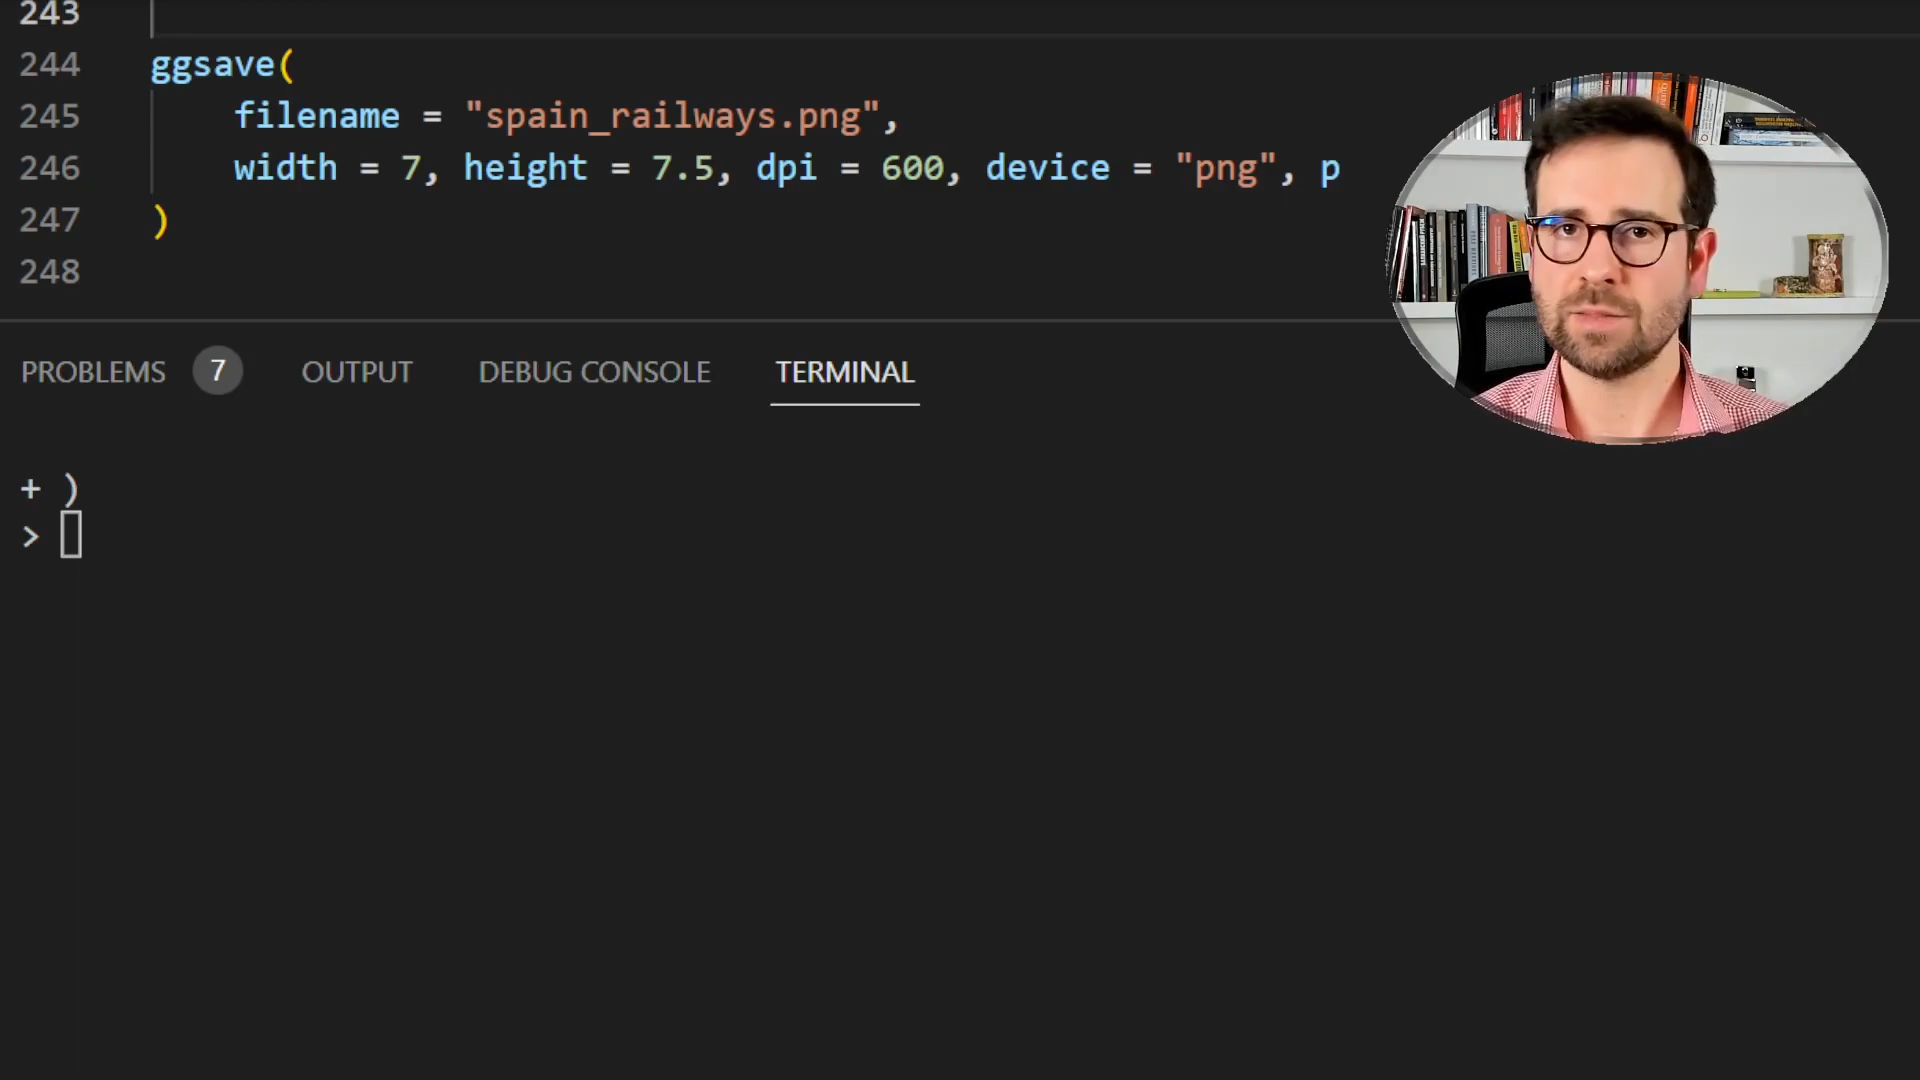 243
244 ggsave(
245 filename = "spain_railways.png",
246 width = 7, height = 7.5, dpi = 600, device = "png", p
247 )
248
PROBLEMS 7 OUTPUT DEBUG CONSOLE TERMINAL
+ )
>